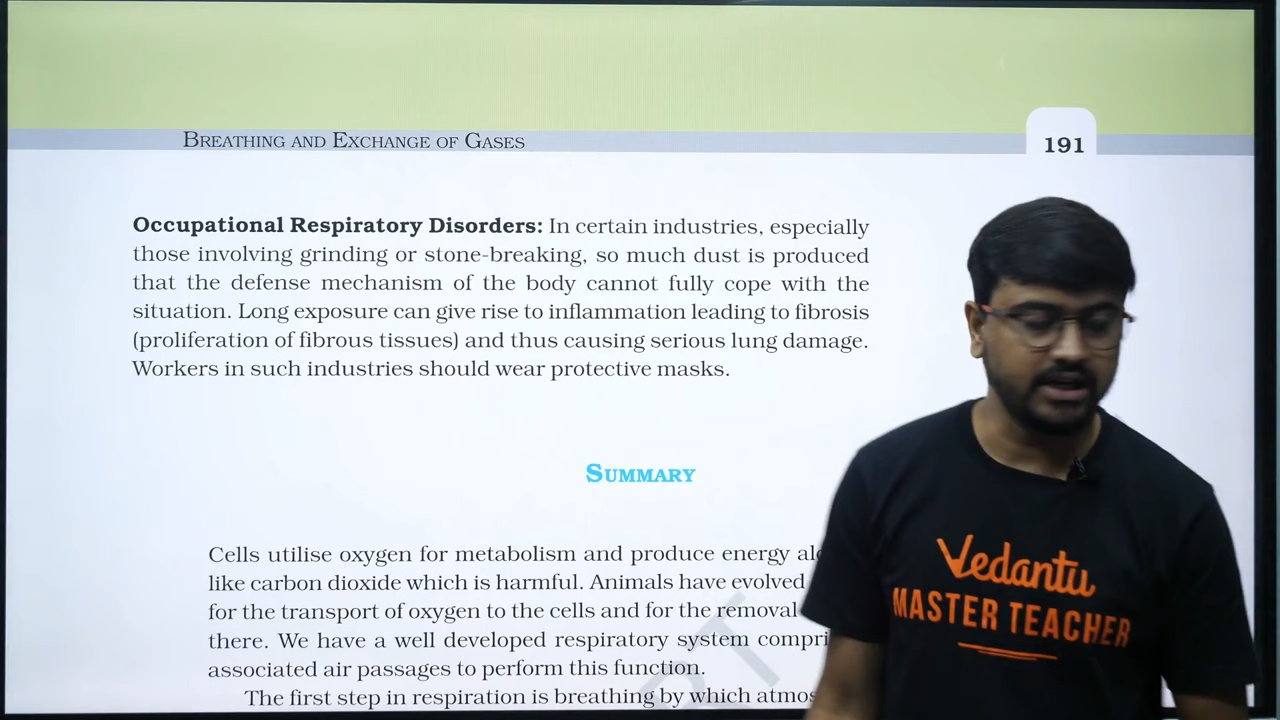 BREATHING AND EXCHANGE OF GASES
191
Occupational Respiratory Disorders: In certain industries, especially
those involving grinding or stone-breaking, so much dust is produced
that the defense mechanism of the body cannot fully cope with the
situation. Long exposure can give rise to inflammation leading to fibrosis
(proliferation of fibrous tissues) and thus causing serious lung damage.
Workers in such industries should wear protective masks.
SUMMARY
Cells utilise oxygen for metabolism and produce energy
like carbon dioxide which is harmful. Animals have evolved
for the transport of oxygen to the cells and for the removal
there. We have a well developed respiratory system
associated air passages to perform this function.
The first step in respiration is breathing by which
Vedantu
MASTER TEACHER